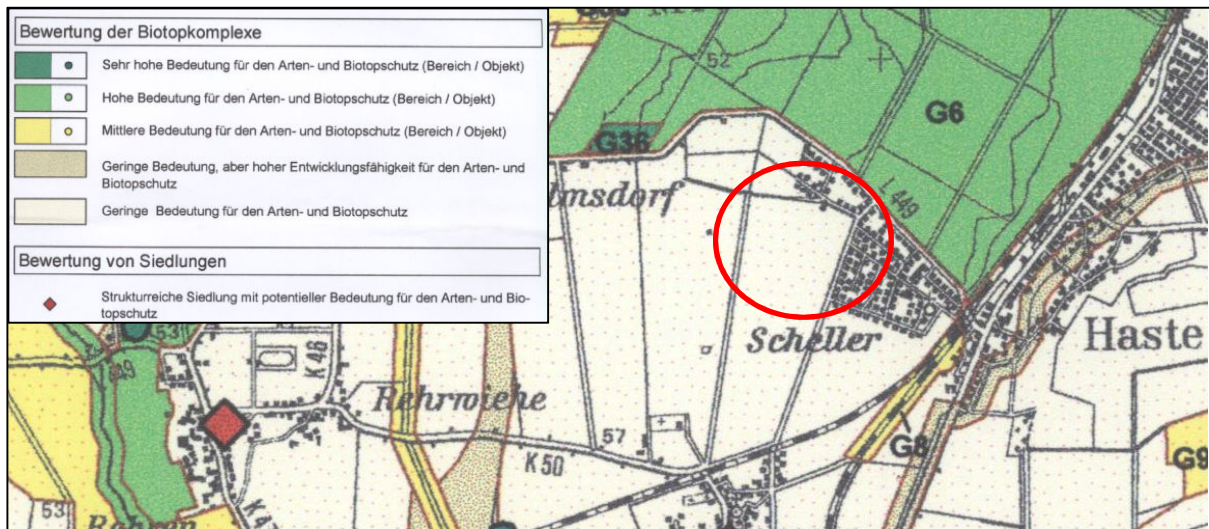 Bewertung der Biotopkomplexe
Sehr hohe Bedeutung für den Arten- und Biotopschutz (Bereich / Objekt)
Hohe Bedeutung für den Arten- und Biotopschutz (Bereich / Objekt)
Mittlere Bedeutung für den Arten- und Biotopschutz (Bereich / Objekt)
Geringe Bedeutung, aber hoher Entwicklungsfähigkeit für den Arten- und
Biotopschutz
Geringe Bedeutung für den Arten- und Biotopschutz
Bewertung von Siedlungen
Strukturreiche Siedlung mit potentieller Bedeutung für den Arten- und Bio-
topschutz
52
G6
G36
L 449
Scheller
Haste
53
K 46
Rehrwiehe
57
K 50
G8
G9
53